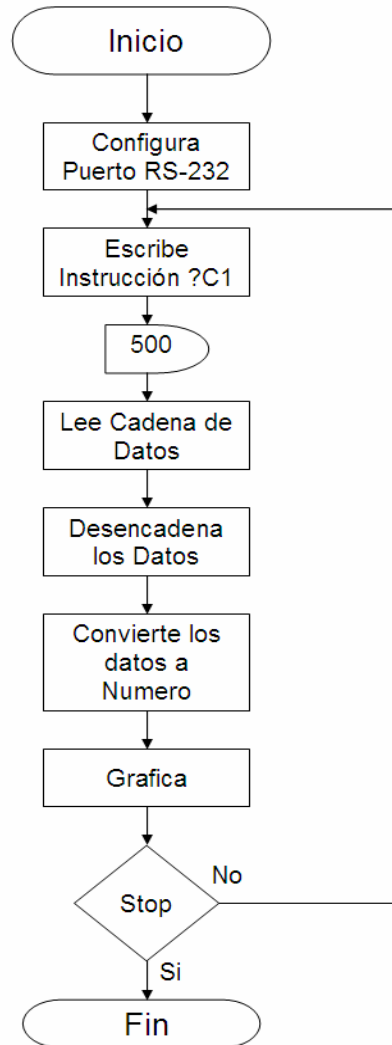 Inicio
Configura
Puerto RS-232
Escribe
Instrucción ?C1
500
Lee Cadena de
Datos
Desencadena
los Datos
Convierte los
datos a
Numero
Grafica
No
Stop
Si
Fin